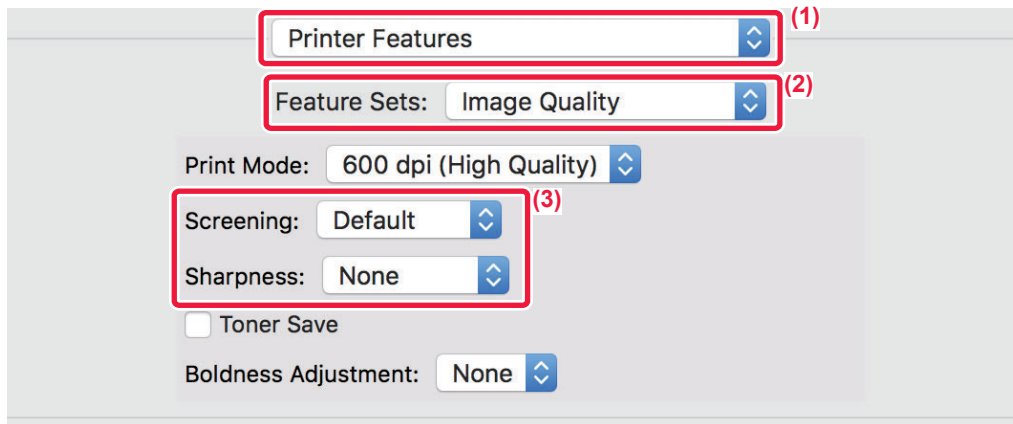 Printer Features (1)
Feature Sets: Image Quality (2)
Print Mode: 600 dpi (High Quality)
(3)
Screening: Default
Sharpness: None
Toner Save
Boldness Adjustment: None